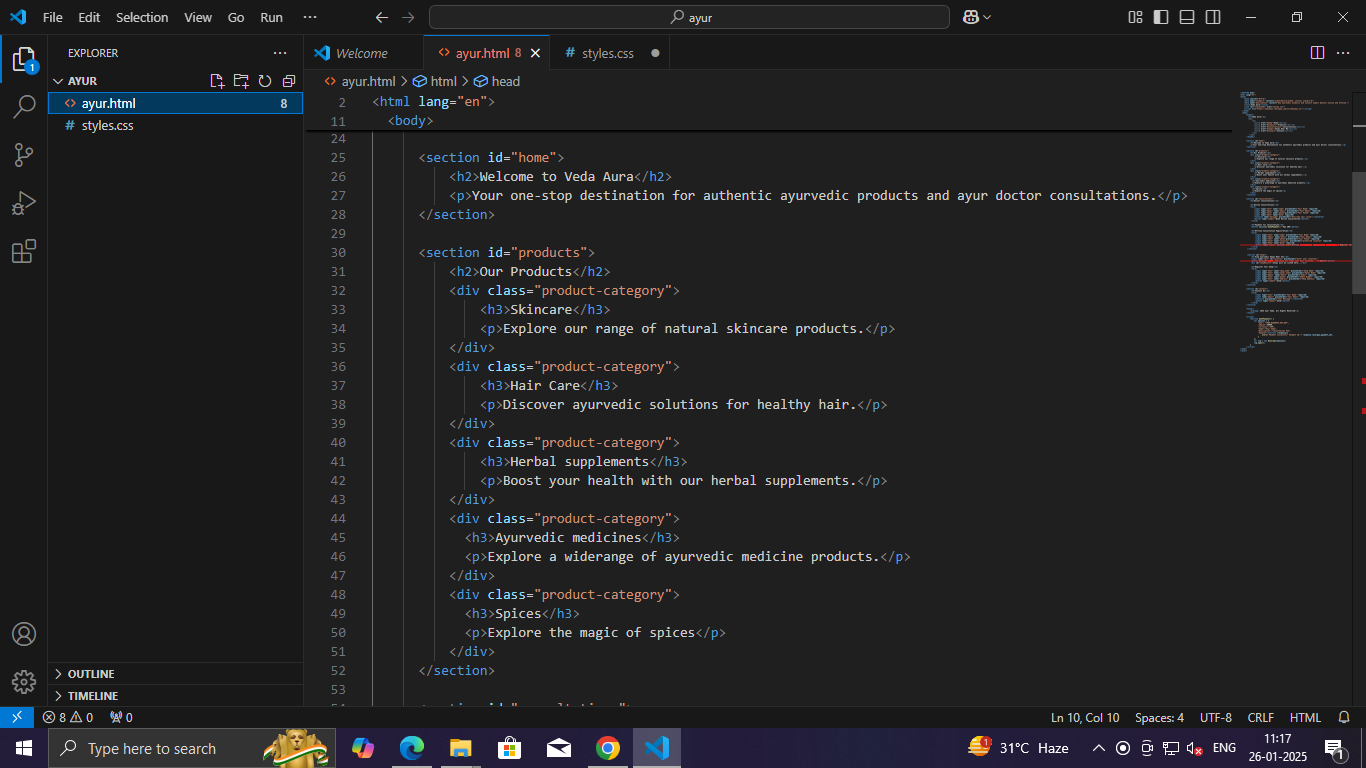 File Edit Selection View Go Run ··· ayur
EXPLORER ···
Welcome ayur.html 8 # styles.css ···
AYUR
ayur.html > html > head
ayur.html 8
# styles.css
2 <html lang="en">
11 <body>
24
25 <section id="home">
26 <h2>Welcome to Veda Aura</h2>
27 <p>Your one-stop destination for authentic ayurvedic products and ayur doctor consultations.</p>
28 </section>
29
30 <section id="products">
31 <h2>Our Products</h2>
32 <div class="product-category">
33 <h3>Skincare</h3>
34 <p>Explore our range of natural skincare products.</p>
35 </div>
36 <div class="product-category">
37 <h3>Hair Care</h3>
38 <p>Discover ayurvedic solutions for healthy hair.</p>
39 </div>
40 <div class="product-category">
41 <h3>Herbal supplements</h3>
42 <p>Boost your health with our herbal supplements.</p>
43 </div>
44 <div class="product-category">
45 <h3>Ayurvedic medicines</h3>
46 <p>Explore a widerange of ayurvedic medicine products.</p>
47 </div>
48 <div class="product-category">
49 <h3>Spices</h3>
50 <p>Explore the magic of spices</p>
51 </div>
52 </section>
53
OUTLINE
TIMELINE
8 0 0 Ln 10, Col 10 Spaces: 4 UTF-8 CRLF HTML
Type here to search 1 31°C Haze ENG 11:17
26-01-2025 1
1